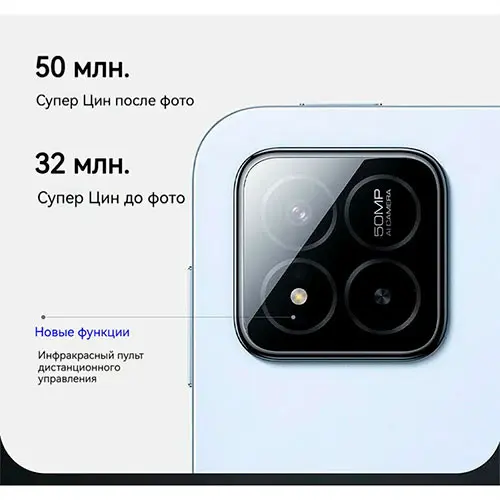 50 млн.
Супер Цин после фото
32 млн.
Супер Цин до фото
50MP
AI CAMERA
Новые функции
Инфракрасный пульт
дистанционного
управления